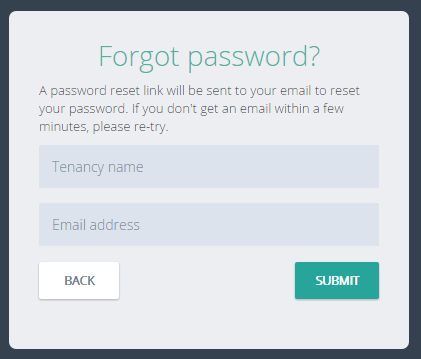 Forgot password?
A password reset link will be sent to your email to reset
your password. If you don't get an email within a few
minutes, please re-try.
Tenancy name
Email address
BACK
SUBMIT